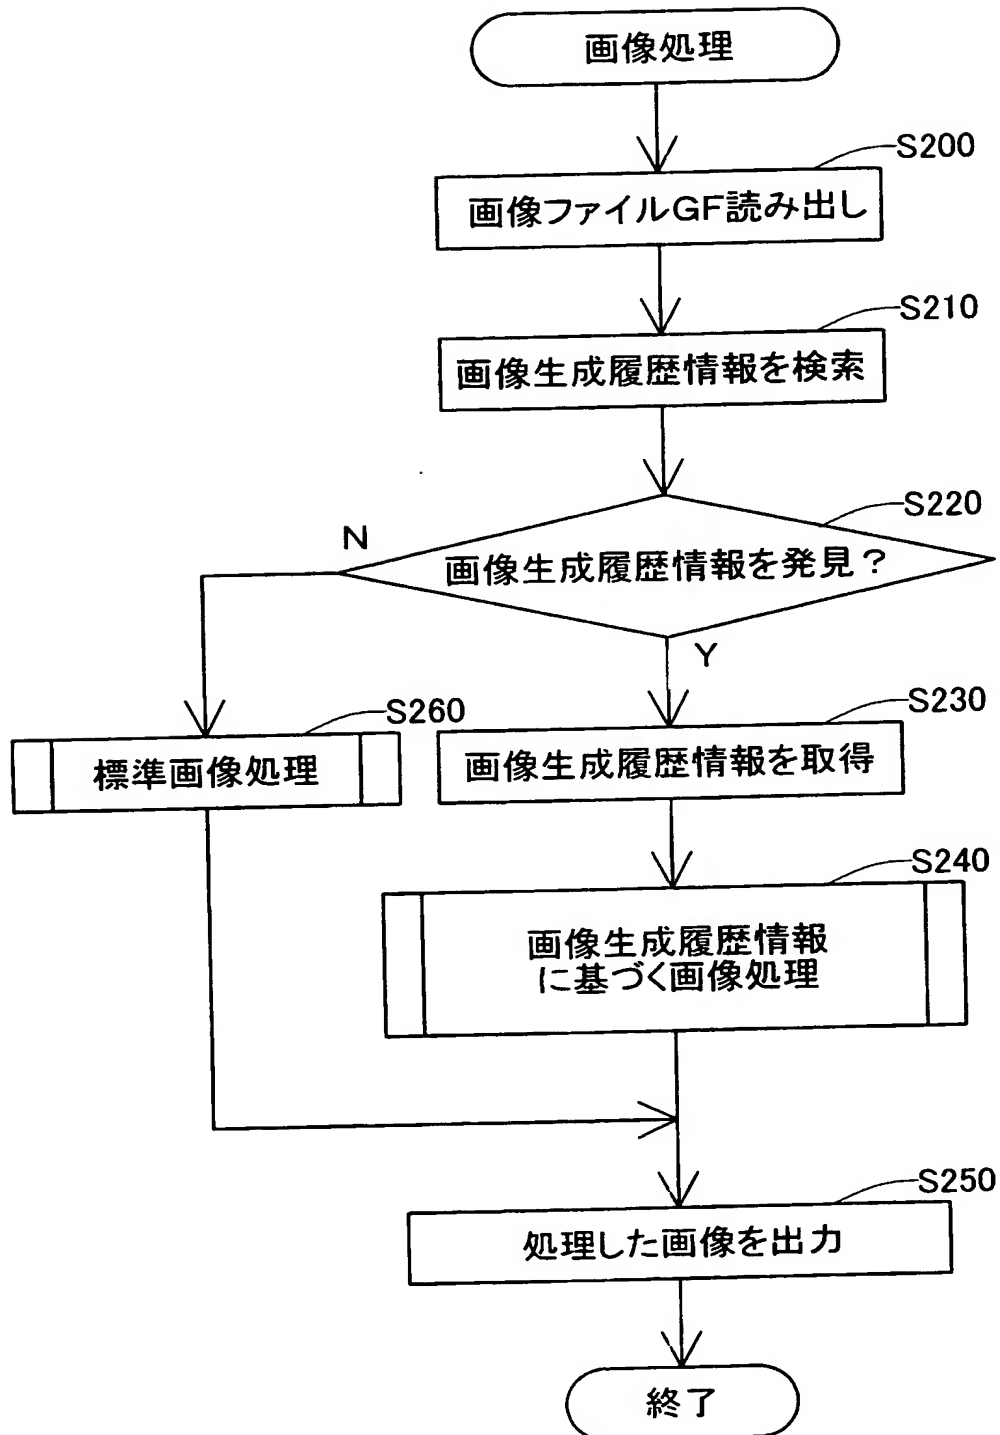 画像処理
S200
画像ファイルGF読み出し
S210
画像生成履歴情報を検索
S220
N
画像生成履歴情報を発見？
Y
S230
画像生成履歴情報を取得
S260
標準画像処理
S240
画像生成履歴情報
に基づく画像処理
S250
処理した画像を出力
終了